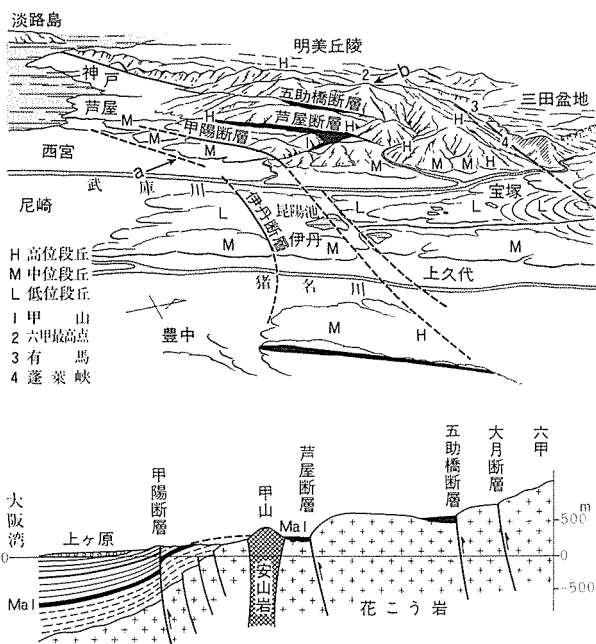 淡路島
明美丘陵
H
2
b
神戸
五助橋断層
3
三田盆地
芦屋
H
芦屋断層
H
H
M
甲陽断層
H
4
M
M
M
H
西宮
M
a
武庫川
宝塚
尼崎
L
昆陽池
L
L
L
伊丹断層
伊丹
H 高位段丘
M
M
M
M 中位段丘
上久代
L 低位段丘
猪名川
1 甲山
2 六甲最高点
豊中
M
H
3 有馬
4 蓬莱峡
大阪湾
上ヶ原
甲陽断層
甲山
芦屋断層
五助橋断層
大月断層
六甲
Ma1
500
m
0
0
安山岩
500
Ma1
花こう岩